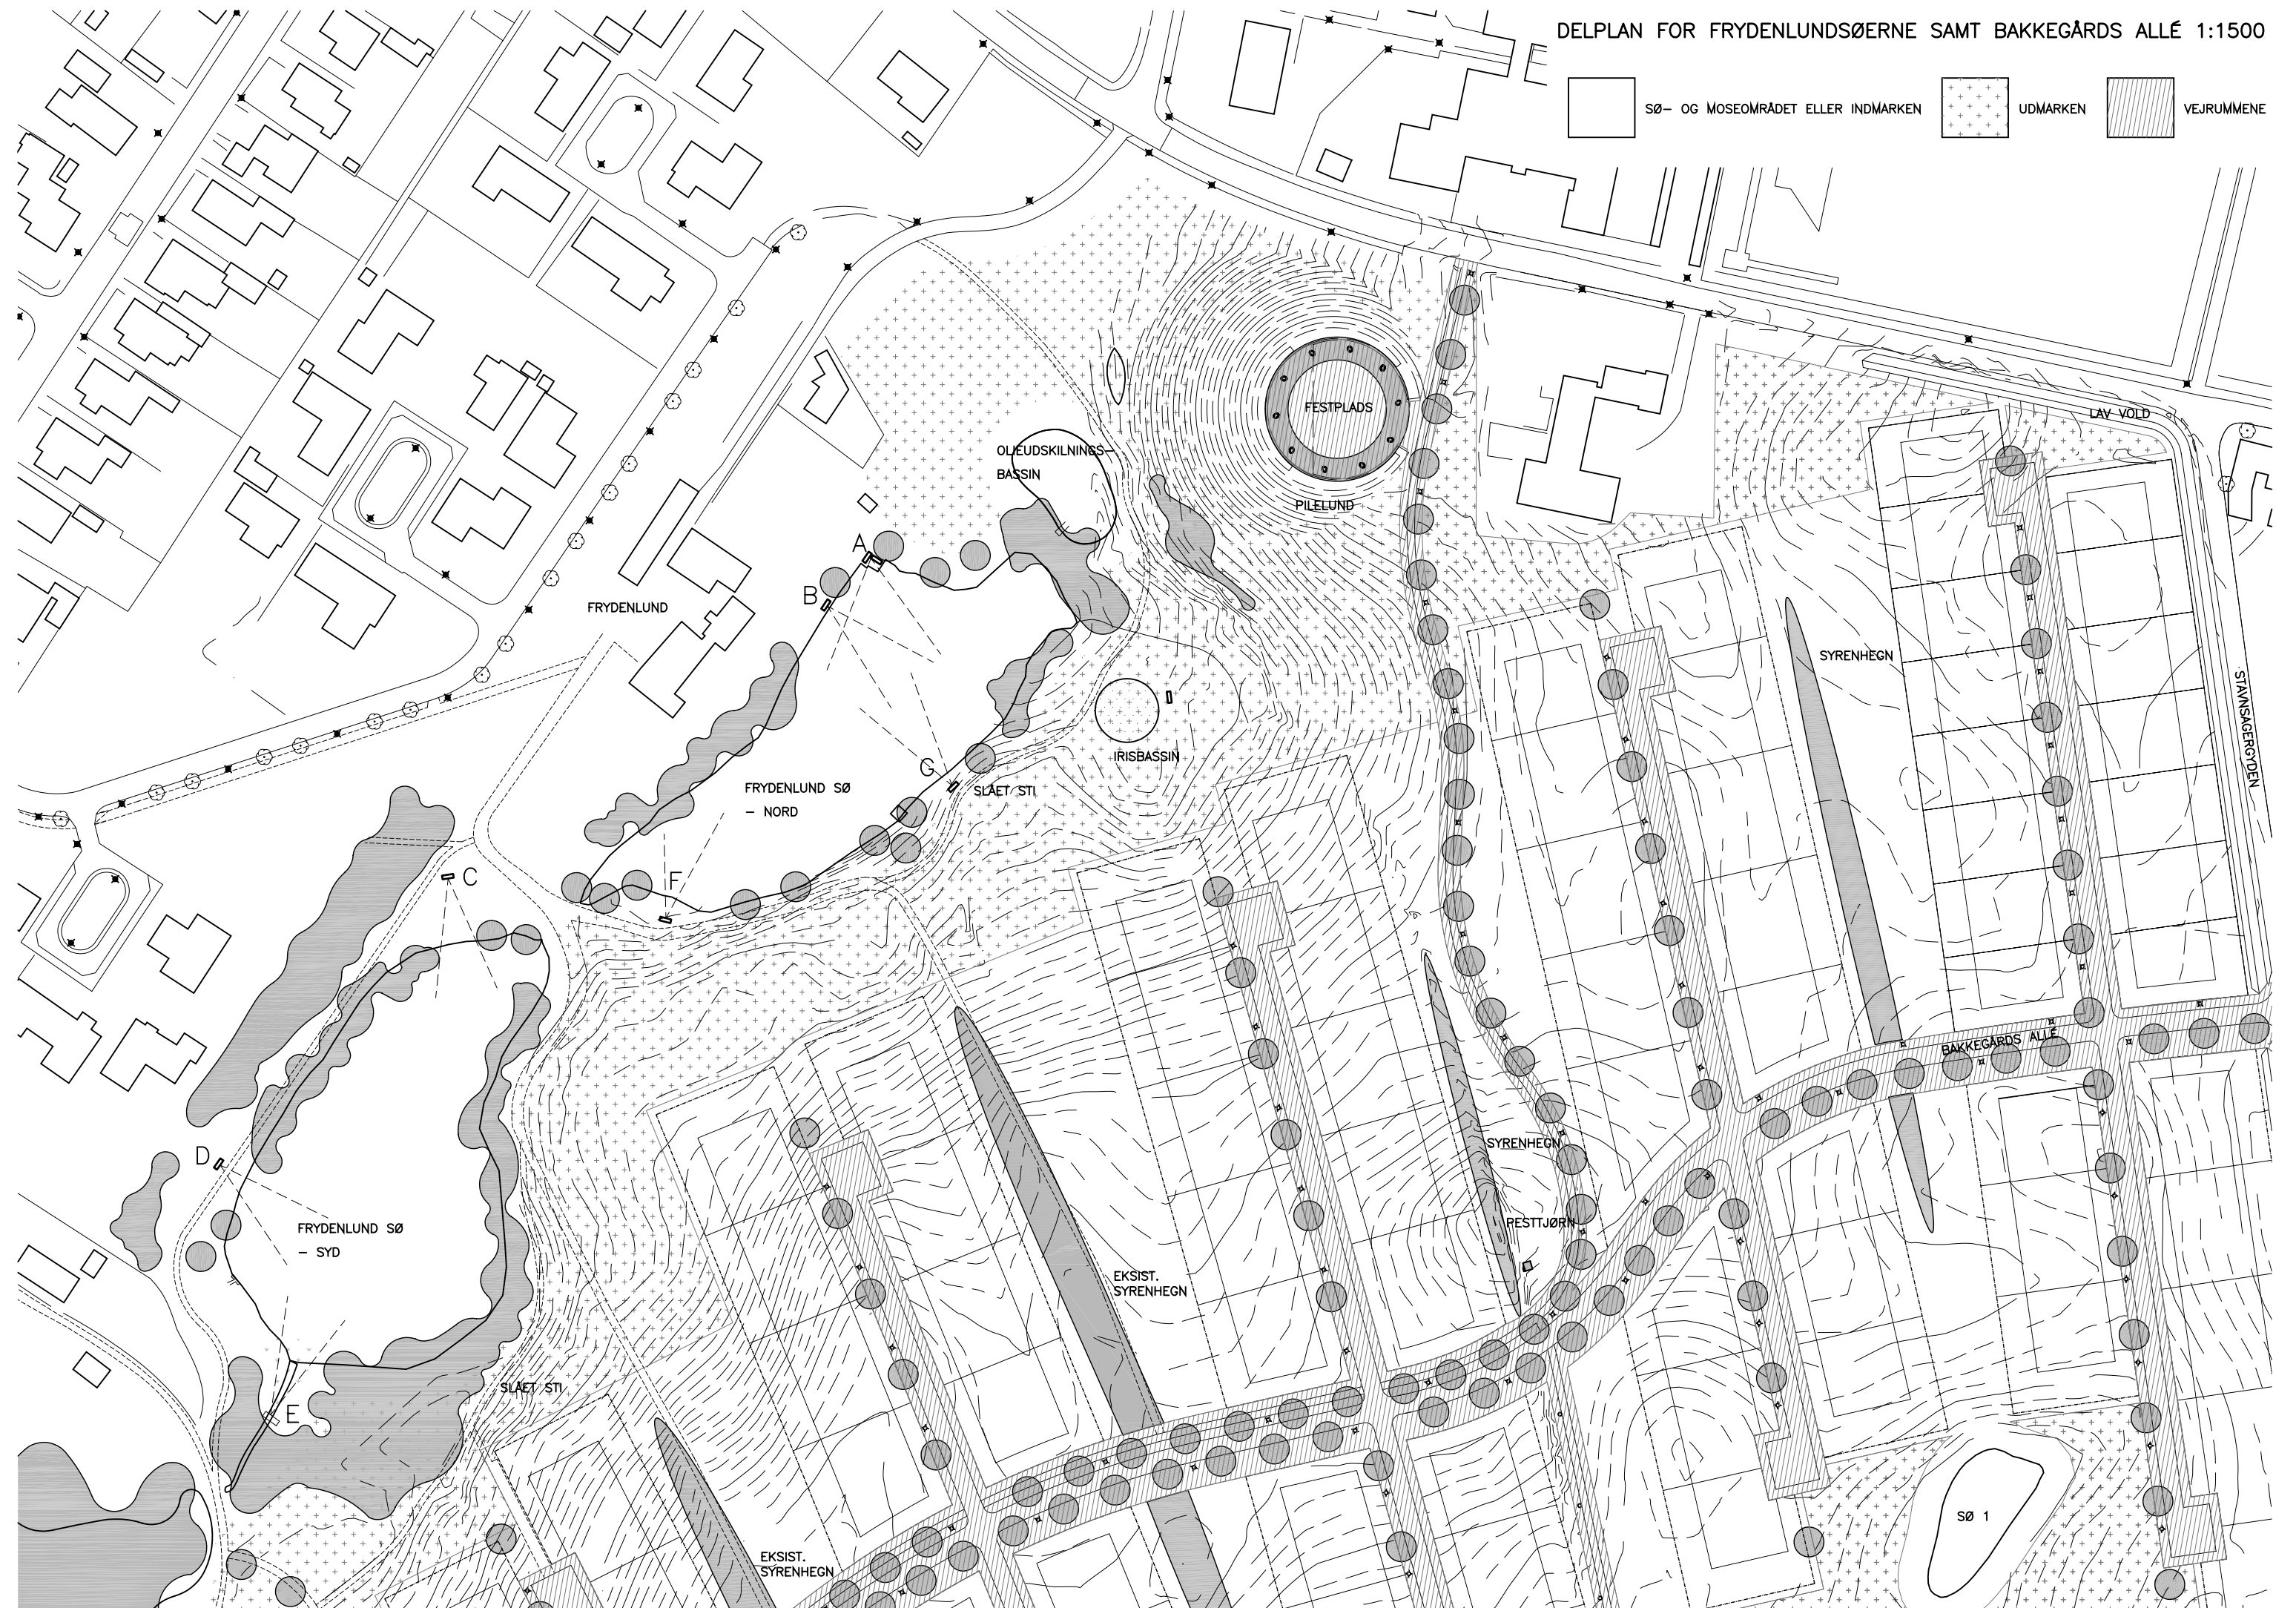 DELPLAN FOR FRYDENLUNDSØERNE SAMT BAKKEGÅRDS ALLÉ 1:1500
SØ- OG MOSEOMRÅDET ELLER INDMARKEN
UDMARKEN
VEJRUMMENE
FESTPLADS
LAV VOLD
OLIEUDSKILNINGS-
BASSIN
PILELUND
A
B
FRYDENLUND
SYRENHEGN
STAVNSAGERGYDEN
IRISBASSIN
G
SLÅET STI
FRYDENLUND SØ
- NORD
F
C
BAKKEGÅRDS ALLÉ
SYRENHEGN
D
PESTTJØRN
FRYDENLUND SØ
- SYD
EKSIST.
SYRENHEGN
SLÅET STI
E
SØ 1
EKSIST.
SYRENHEGN